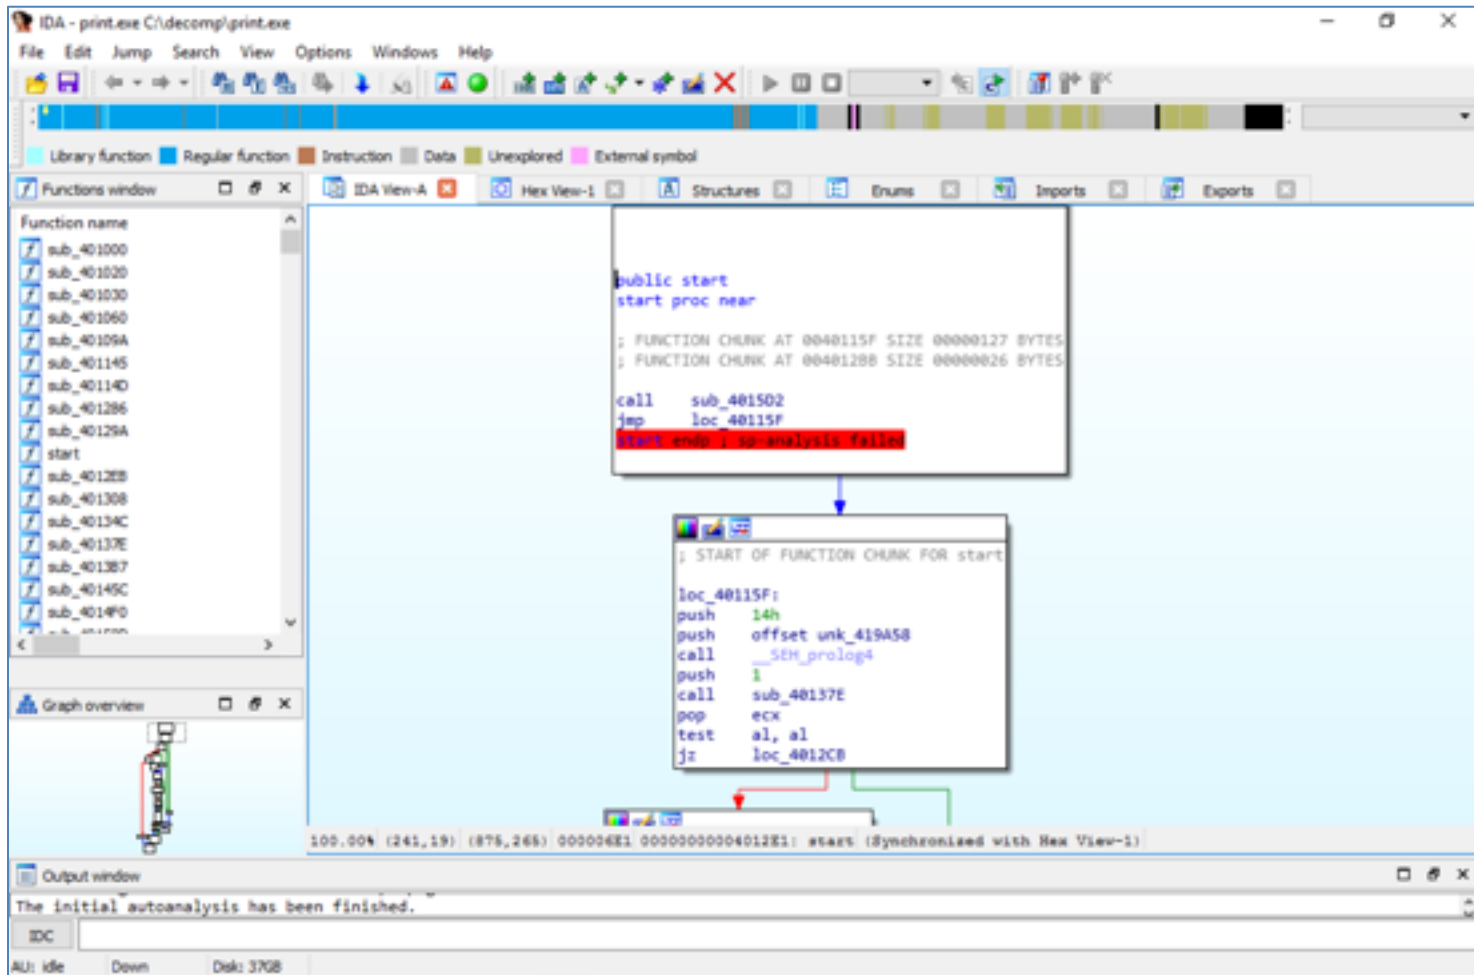 IDA - print.exe C:\decomp\print.exe
File Edit Jump Search View Options Windows Help
Library function Regular function Instruction Data Unexplored External symbol
Functions window
IDA View-A Hex View-1 Structures Enums Imports Exports
Function name
sub_401000
sub_401020
sub_401030
sub_401060
sub_40109A
sub_401145
sub_40114D
sub_401286
sub_40129A
start
sub_4012EB
sub_401308
sub_40134C
sub_40137E
sub_4013B7
sub_40145C
sub_4014F0
public start
start proc near
; FUNCTION CHUNK AT 0040115F SIZE 00000127 BYTES
; FUNCTION CHUNK AT 004012BB SIZE 00000026 BYTES
call sub_4015D2
jmp loc_40115F
start endp ; sp-analysis failed
; START OF FUNCTION CHUNK FOR start
loc_40115F:
push 14h
push offset unk_419A58
call __SEH_prolog4
push 1
call sub_40137E
pop ecx
test al, al
jz loc_4012CB
Graph overview
100.00% (241,19) (875,265) 000006E1 00000000004012E1: start (Synchronized with Hex View-1)
Output window
The initial autoanalysis has been finished.
IDC
AU: idle Down Disk: 37GB